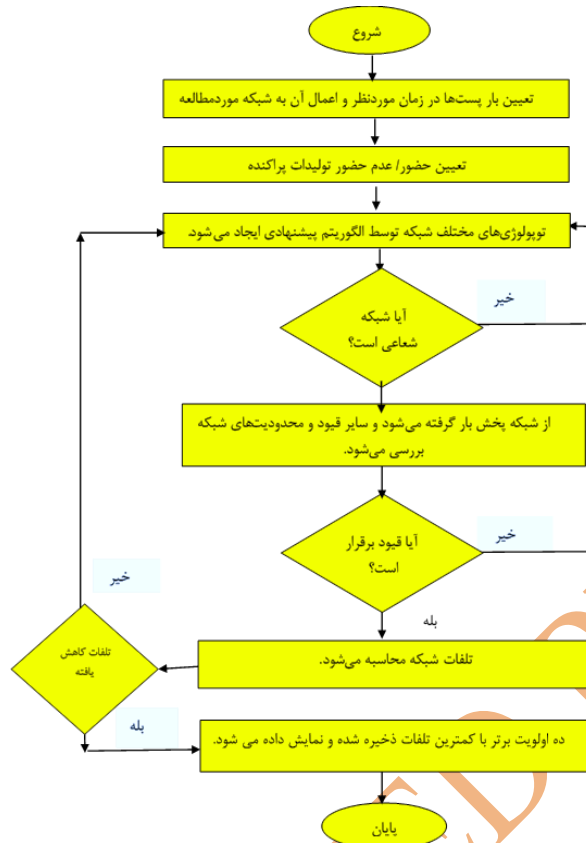 شروع
تعیین بار پست‌ها در زمان موردنظر و اعمال آن به شبکه موردمطالعه
تعیین حضور/ عدم حضور تولیدات پراکنده
توپولوژی‌های مختلف شبکه توسط الگوریتم پیشنهادی ایجاد می‌شود.
آیا شبکه
شعاعی است؟
خیر
از شبکه پخش بار گرفته می‌شود و سایر قیود و محدودیت‌های شبکه
بررسی می‌شود.
آیا قیود برقرار
است؟
خیر
بله
تلفات شبکه محاسبه می‌شود.
تلفات کاهش
یافته
خیر
بله
ده اولویت برتر با کمترین تلفات ذخیره شده و نمایش داده می شود.
پایان